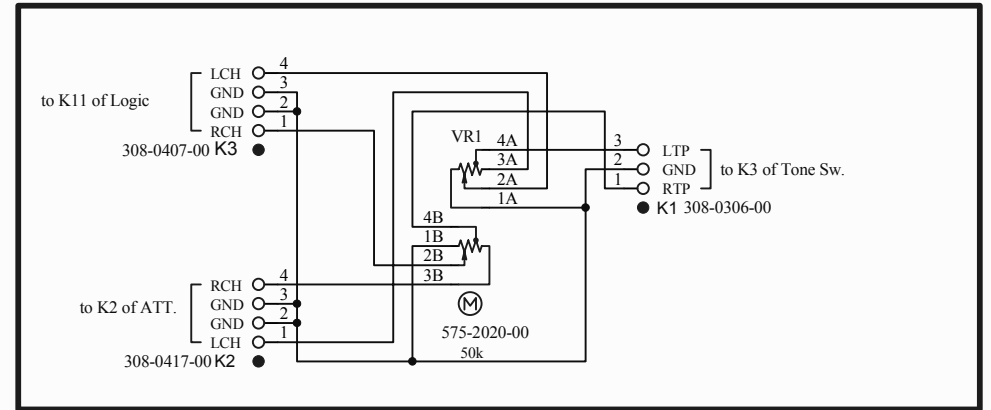 LCH 4
GND 3
GND 2
RCH 1
to K11 of Logic
308-0407-00 K3
VR1
4A
3A
2A
1A
3 LTP
2 GND
1 RTP
to K3 of Tone Sw.
K1 308-0306-00
4B
1B
2B
3B
M
575-2020-00
50k
RCH 4
GND 3
GND 2
LCH 1
to K2 of ATT.
308-0417-00 K2